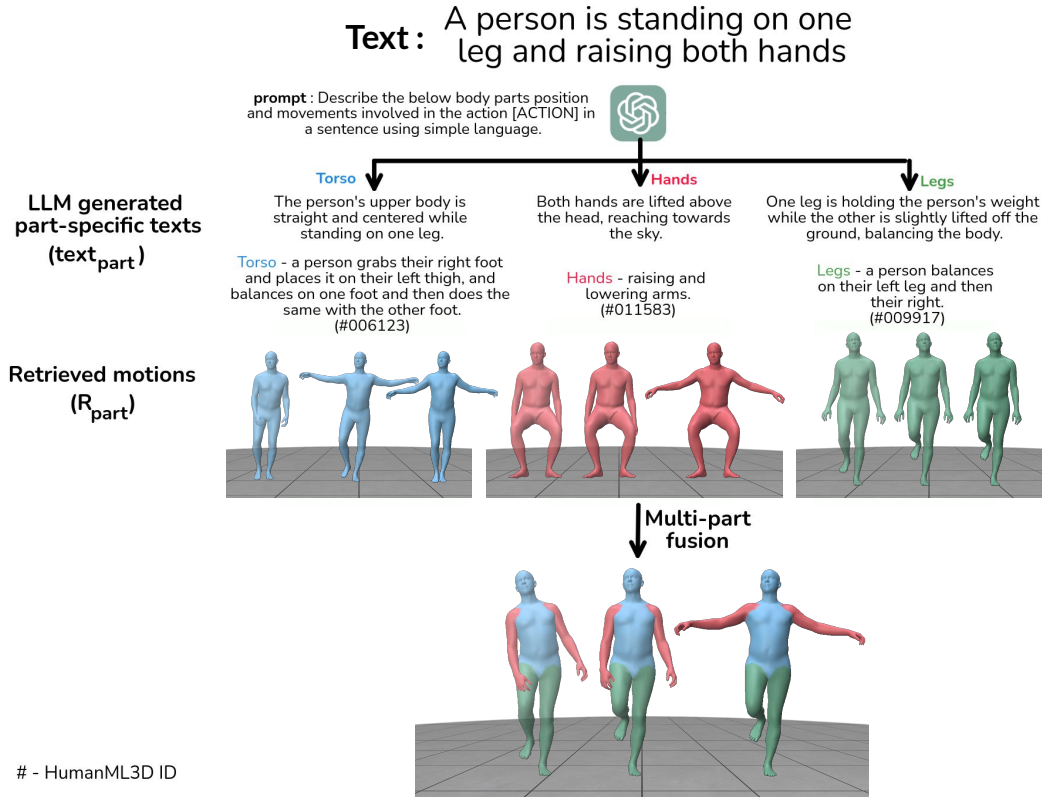 Text : A person is standing on one
leg and raising both hands
prompt : Describe the below body parts position
and movements involved in the action [ACTION] in
a sentence using simple language.
Torso
Hands
Legs
LLM generated
part-specific texts
(text_part)
The person's upper body is
straight and centered while
standing on one leg.
Both hands are lifted above
the head, reaching towards
the sky.
One leg is holding the person's weight
while the other is slightly lifted off the
ground, balancing the body.
Torso - a person grabs their right foot
and places it on their left thigh, and
balances on one foot and then does the
same with the other foot.
(#006123)
Hands - raising and
lowering arms.
(#011583)
Legs - a person balances
on their left leg and then
their right.
(#009917)
Retrieved motions
(R_part)
Multi-part
fusion
# - HumanML3D ID